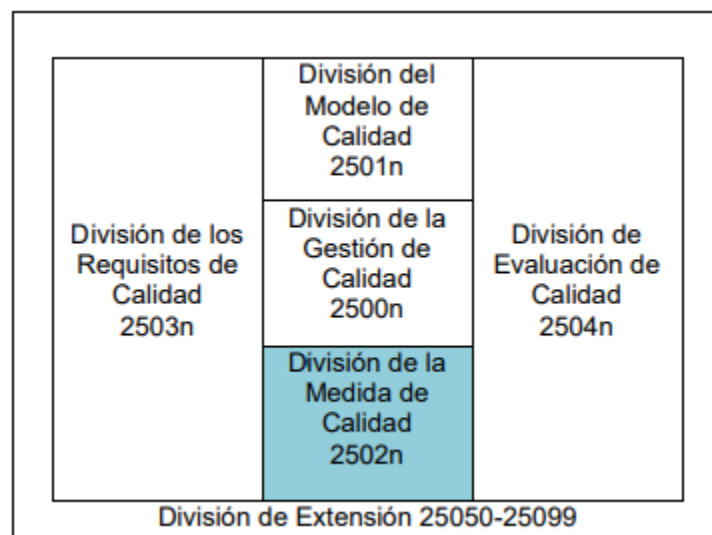 División del
Modelo de
Calidad
2501n
División de los
Requisitos de
Calidad
2503n
División de la
Gestión de
Calidad
2500n
División de
Evaluación de
Calidad
2504n
División de la
Medida de
Calidad
2502n
División de Extensión 25050-25099